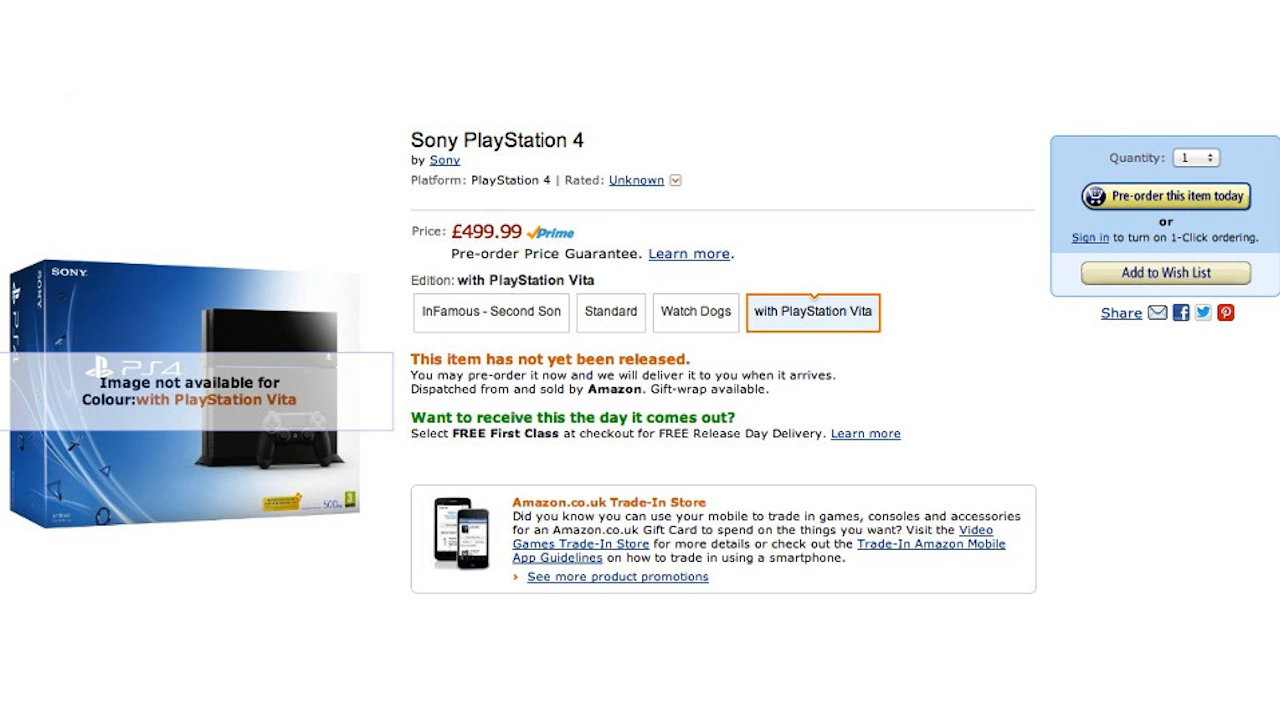 Sony PlayStation 4
by Sony
Platform: PlayStation 4 | Rated: Unknown
Price: £499.99 Prime
Pre-order Price Guarantee. Learn more.
Edition: with PlayStation Vita
InFamous - Second Son
Standard
Watch Dogs
with PlayStation Vita
This item has not yet been released.
You may pre-order it now and we will deliver it to you when it arrives.
Dispatched from and sold by Amazon. Gift-wrap available.
Want to receive this the day it comes out?
Select FREE First Class at checkout for FREE Release Day Delivery. Learn more
Amazon.co.uk Trade-In Store
Did you know you can use your mobile to trade in games, consoles and accessories
for an Amazon.co.uk Gift Card to spend on the things you want? Visit the Video
Games Trade-In Store for more details or check out the Trade-In Amazon Mobile
App Guidelines on how to trade in using a smartphone.
› See more product promotions
Quantity: 1
Pre-order this item today
or
Sign in to turn on 1-Click ordering.
Add to Wish List
Share
SONY
SONY
PS4
PS4
Image not available for
Colour:with PlayStation Vita
500